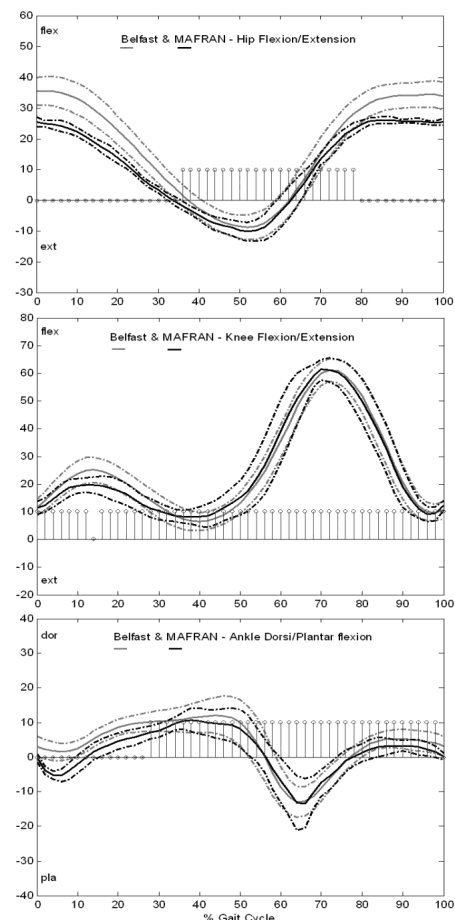 60
flex
Belfast & MAFRAN - Hip Flexion/Extension
50
40
30
20
10
0
-10
ext
-20
-30
0 10 20 30 40 50 60 70 80 90 100
80
flex
Belfast & MAFRAN - Knee Flexion/Extension
70
60
50
40
30
20
10
0
-10
ext
-20
0 10 20 30 40 50 60 70 80 90 100
40
dor
Belfast & MAFRAN - Ankle Dorsi/Plantar flexion
30
20
10
0
-10
-20
-30
pla
-40
0 10 20 30 40 50 60 70 80 90 100
% Gait Cycle